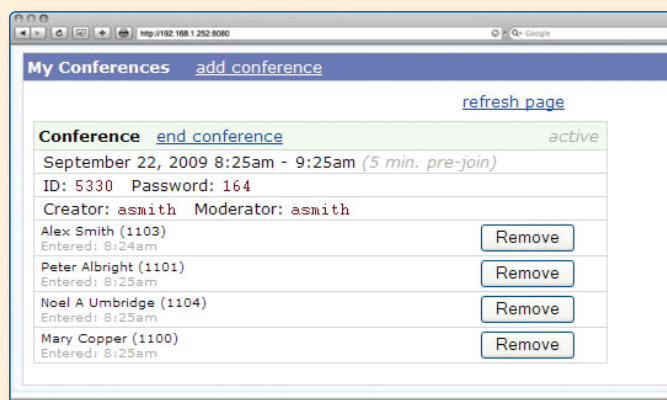 http://192.168.1.252:8080 Google
My Conferences add conference
refresh page
Conference end conference active
September 22, 2009 8:25am - 9:25am (5 min. pre-join)
ID: 5330 Password: 164
Creator: asmith Moderator: asmith
Alex Smith (1103)
Entered: 8:24am
Remove
Peter Albright (1101)
Entered: 8:25am
Remove
Noel A Umbridge (1104)
Entered: 8:25am
Remove
Mary Copper (1100)
Entered: 8:25am
Remove